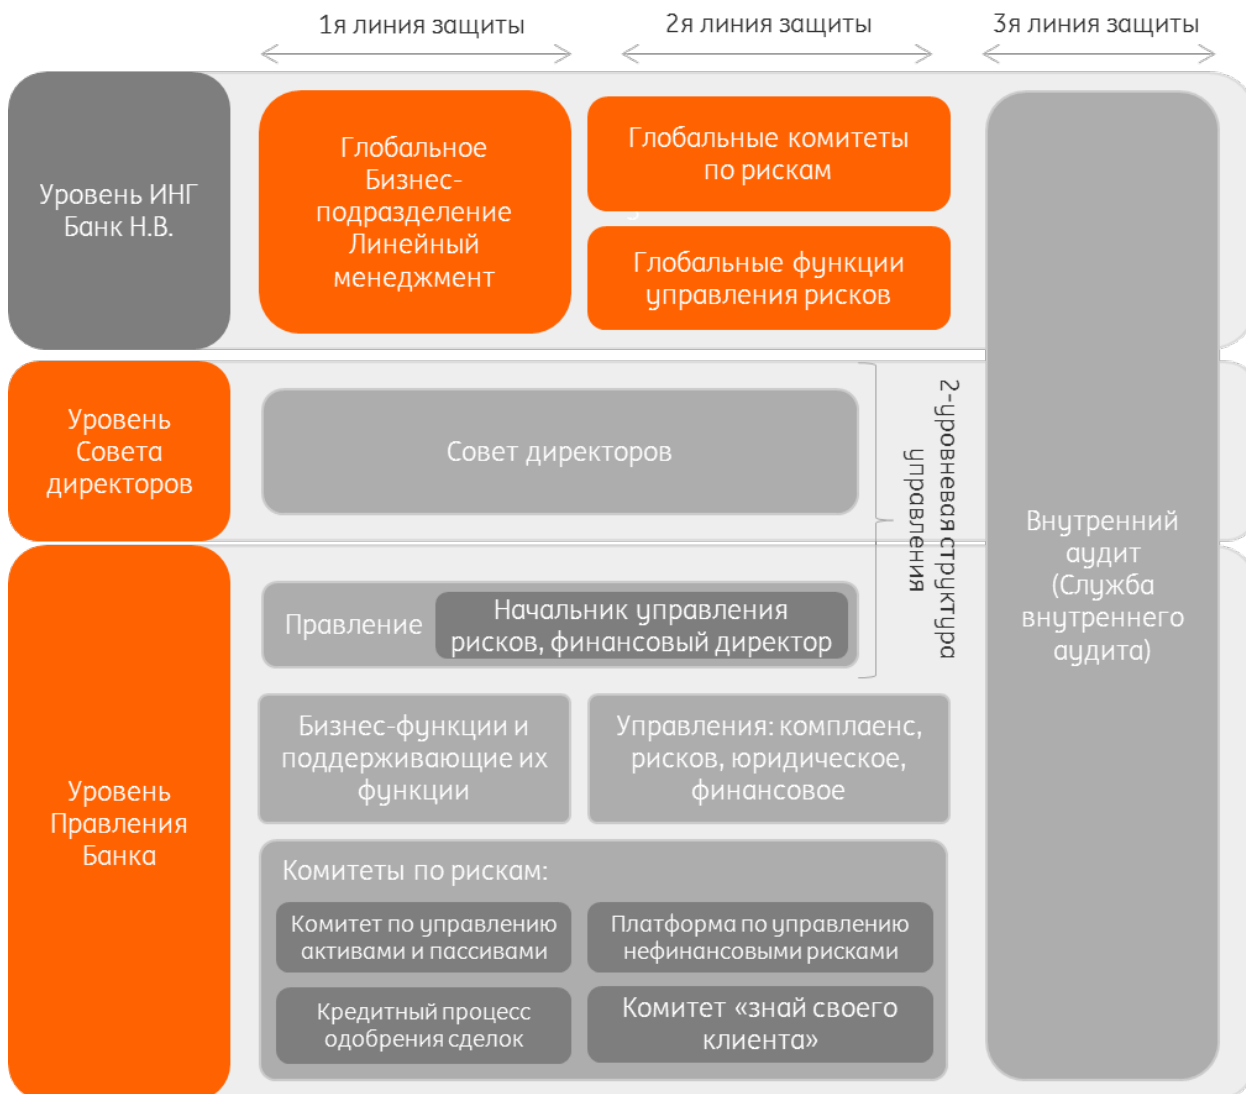 1я линия защиты
2я линия защиты
3я линия защиты
Уровень ИНГ
Банк Н.В.
Глобальное
Бизнес-
подразделение
Линейный
менеджмент
Глобальные комитеты
по рискам
Глобальные функции
управления рисков
Уровень
Совета
директоров
Совет директоров
2-уровневая структура
управления
Внутренний
аудит
(Служба
внутреннего
аудита)
Уровень
Правления
Банка
Правление
Начальник управления
рисков, финансовый директор
Бизнес-функции и
поддерживающие их
функции
Управления: комплаенс,
рисков, юридическое,
финансовое
Комитеты по рискам:
Комитет по управлению
активами и пассивами
Платформа по управлению
нефинансовыми рисками
Кредитный процесс
одобрения сделок
Комитет «знай своего
клиента»